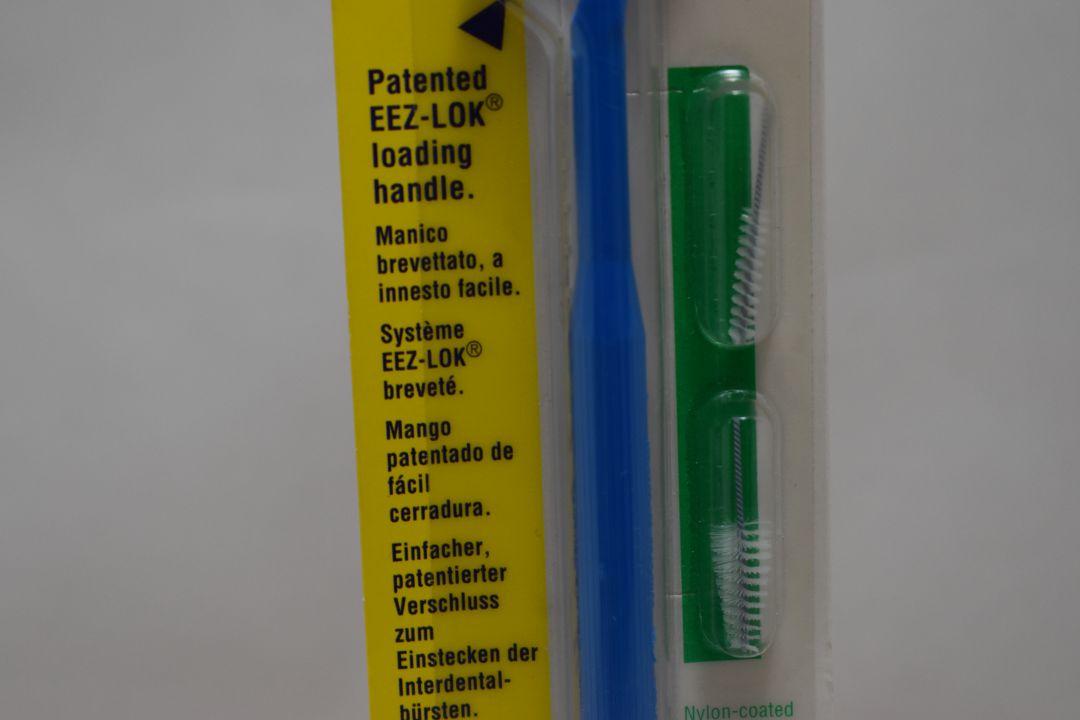 Patented
EEZ-LOK®
loading
handle.
Manico
brevettato, a
innesto facile.
Système
EEZ-LOK®
breveté.
Mango
patentado de
fácil
cerradura.
Einfacher,
patentierter
Verschluss
zum
Einstecken der
Interdental-
bürsten.
Nylon-coated